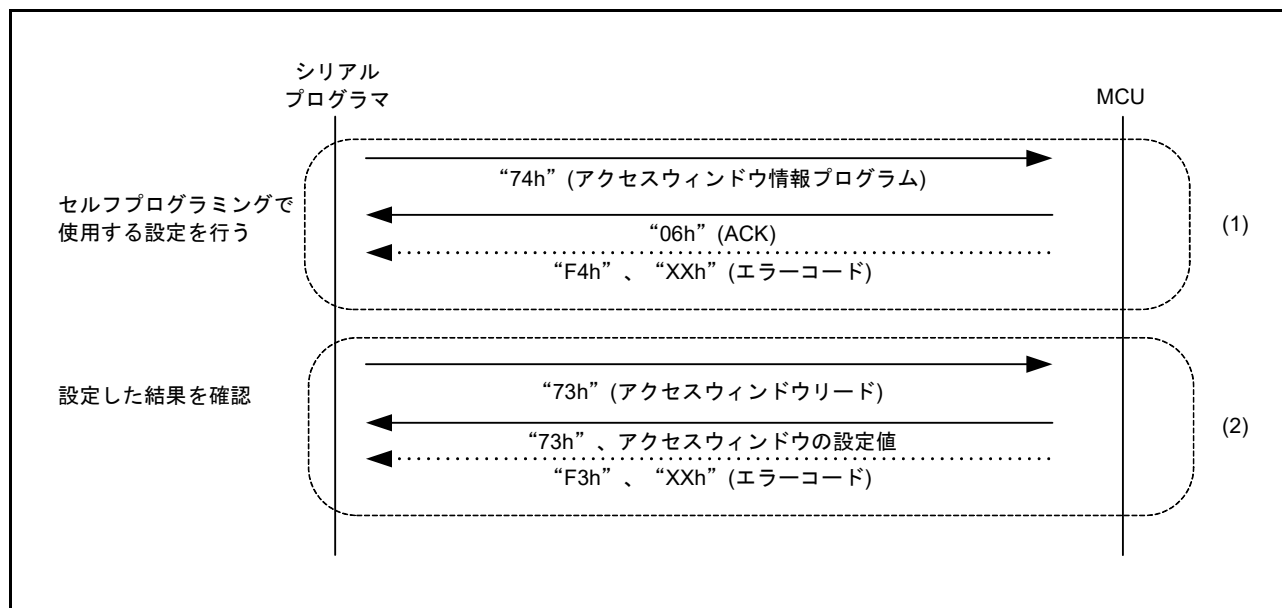 シリアル
プログラマ
MCU
“74h” (アクセスウィンドウ情報プログラム)
セルフプログラミングで
使用する設定を行う
“06h” (ACK)
(1)
“F4h” 、 “XXh” (エラーコード)
設定した結果を確認
“73h” (アクセスウィンドウリード)
“73h” 、アクセスウィンドウの設定値
(2)
“F3h” 、 “XXh” (エラーコード)